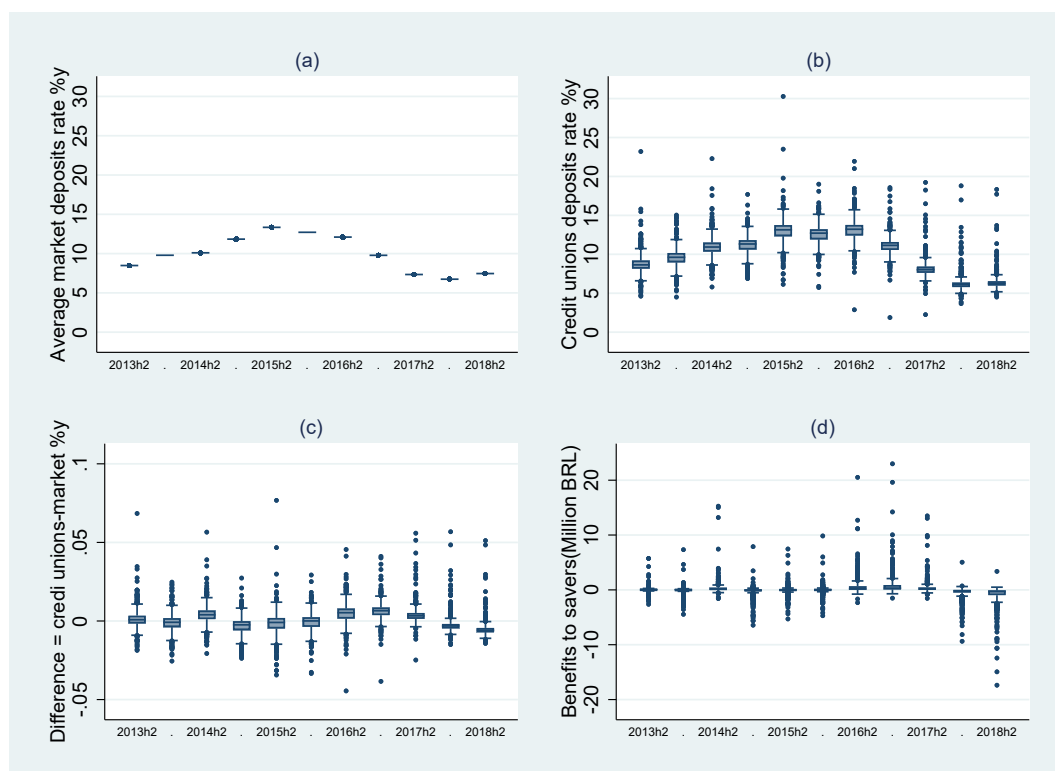 (a)
Average market deposits rate %y
30
25
20
15
10
5
0
2013h2 . 2014h2 . 2015h2 . 2016h2 . 2017h2 . 2018h2
(b)
Credit unions deposits rate %y
30
25
20
15
10
5
0
2013h2 . 2014h2 . 2015h2 . 2016h2 . 2017h2 . 2018h2
(c)
Difference = credi unions-market %y
.1
.05
0
-.05
2013h2 . 2014h2 . 2015h2 . 2016h2 . 2017h2 . 2018h2
(d)
Benefits to savers(Million BRL)
20
10
0
-10
-20
2013h2 . 2014h2 . 2015h2 . 2016h2 . 2017h2 . 2018h2